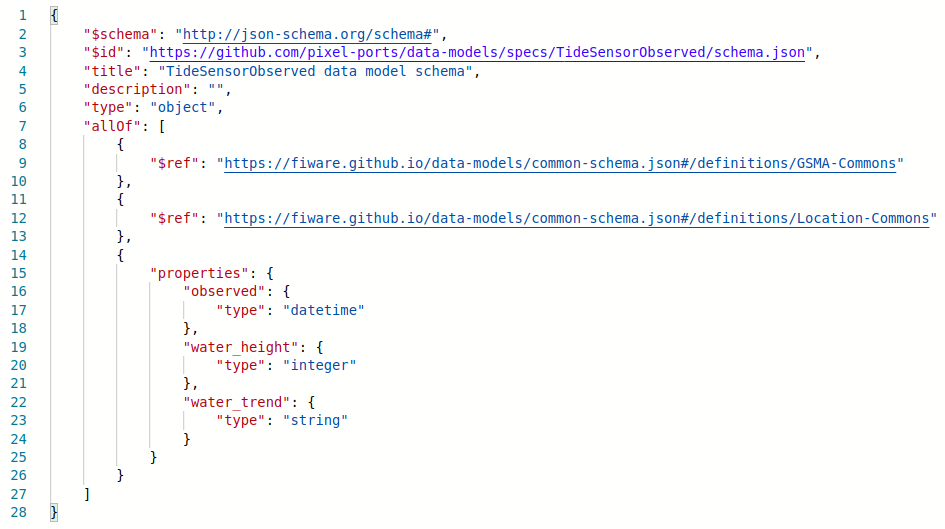 1 {
2     "$schema": "http://json-schema.org/schema#",
3     "$id": "https://github.com/pixel-ports/data-models/specs/TideSensorObserved/schema.json",
4     "title": "TideSensorObserved data model schema",
5     "description": "",
6     "type": "object",
7     "allOf": [
8         {
9             "$ref": "https://fiware.github.io/data-models/common-schema.json#/definitions/GSMA-Commons"
10         },
11         {
12             "$ref": "https://fiware.github.io/data-models/common-schema.json#/definitions/Location-Commons"
13         },
14         {
15             "properties": {
16                 "observed": {
17                     "type": "datetime"
18                 },
19                 "water_height": {
20                     "type": "integer"
21                 },
22                 "water_trend": {
23                     "type": "string"
24                 }
25             }
26         }
27     ]
28 }